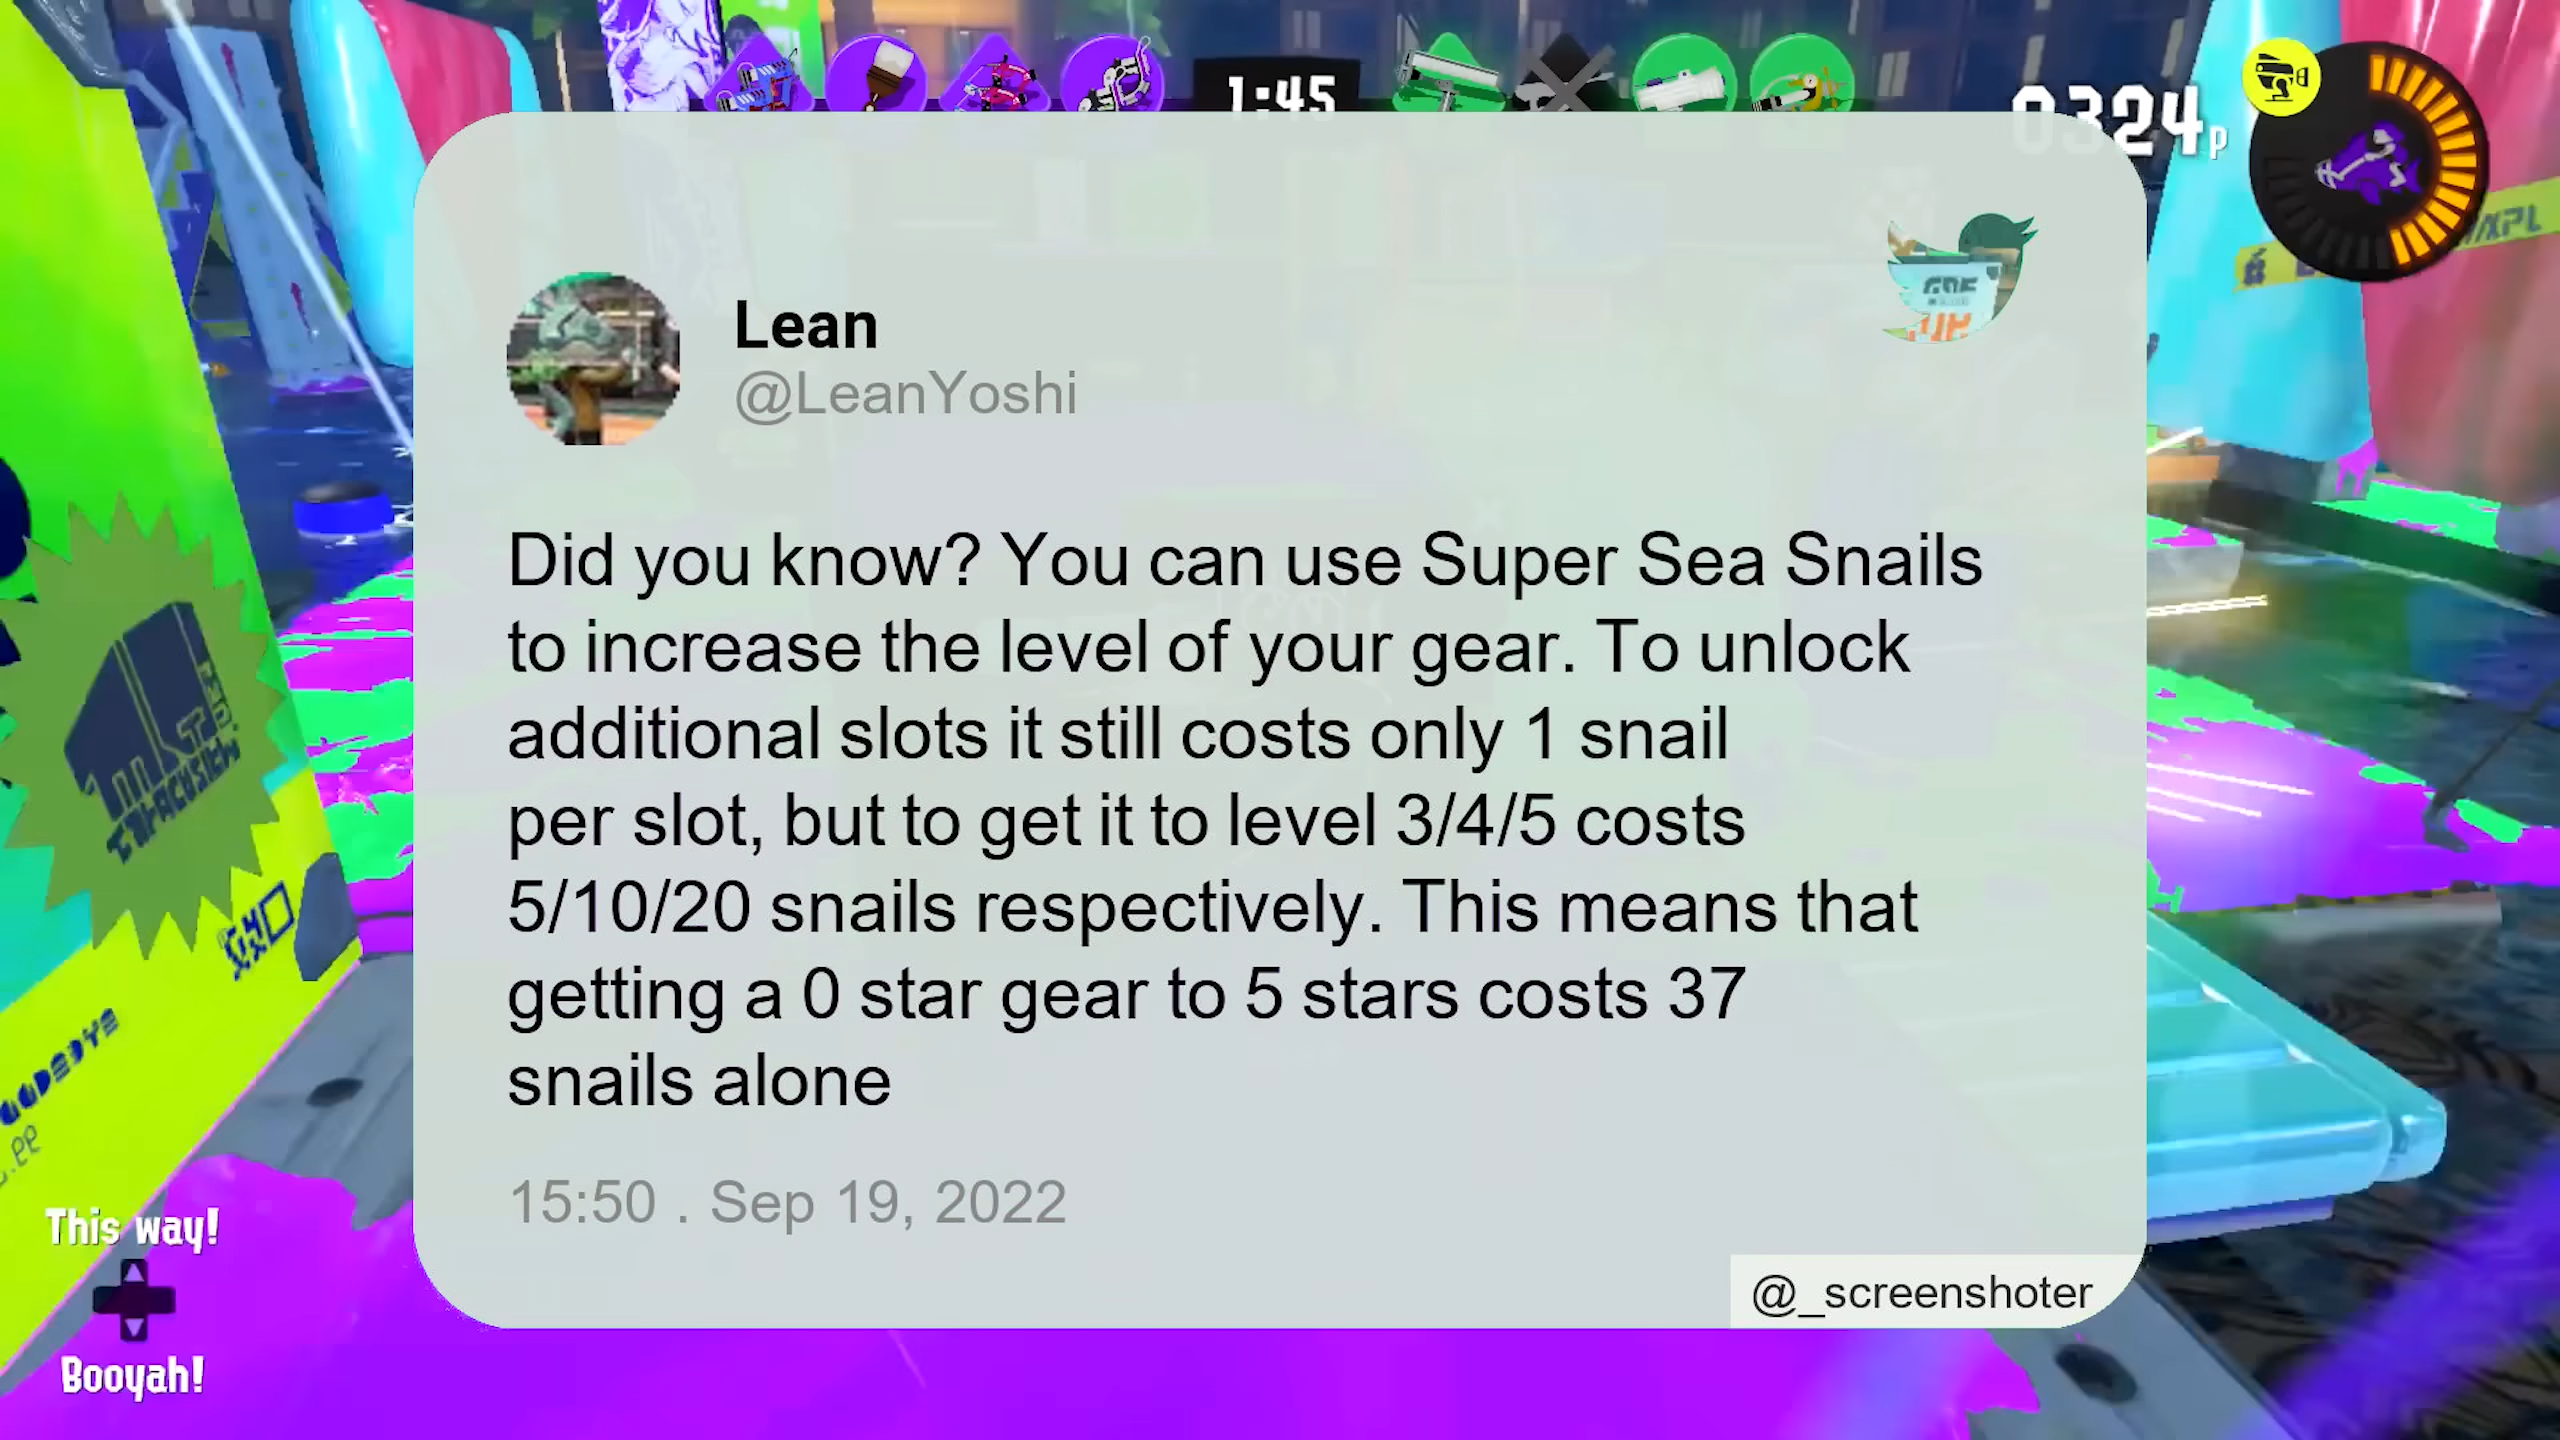 1:45
0324p
Lean
@LeanYoshi
Did you know? You can use Super Sea Snails
to increase the level of your gear. To unlock
additional slots it still costs only 1 snail
per slot, but to get it to level 3/4/5 costs
5/10/20 snails respectively. This means that
getting a 0 star gear to 5 stars costs 37
snails alone
15:50 . Sep 19, 2022
@_screenshoter
This way!
Booyah!